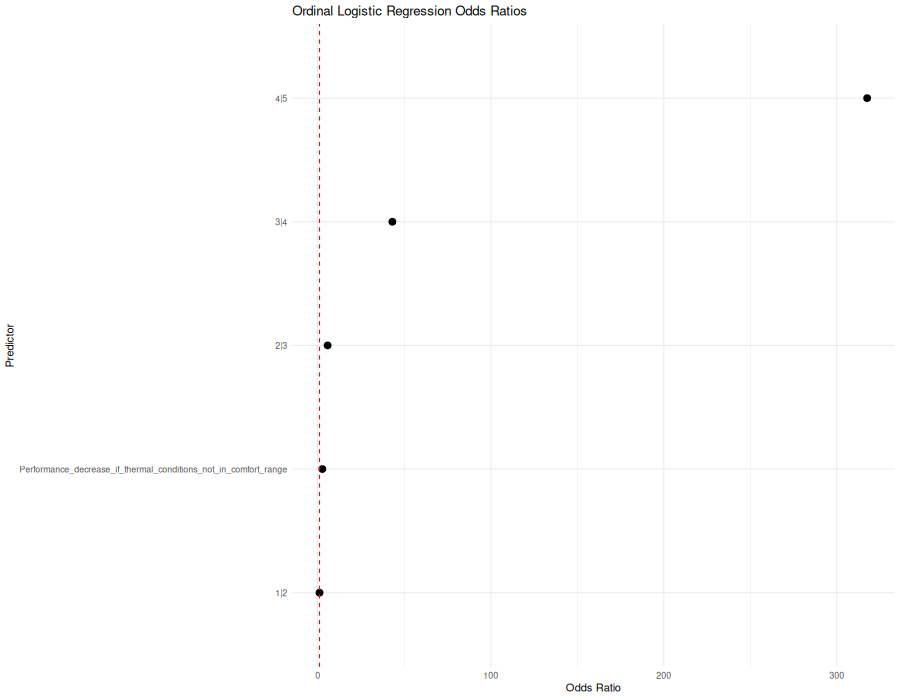 Ordinal Logistic Regression Odds Ratios
4|5
3|4
2|3
Performance_decrease_if_thermal_conditions_not_in_comfort_range
1|2
Predictor
0
100
200
300
Odds Ratio